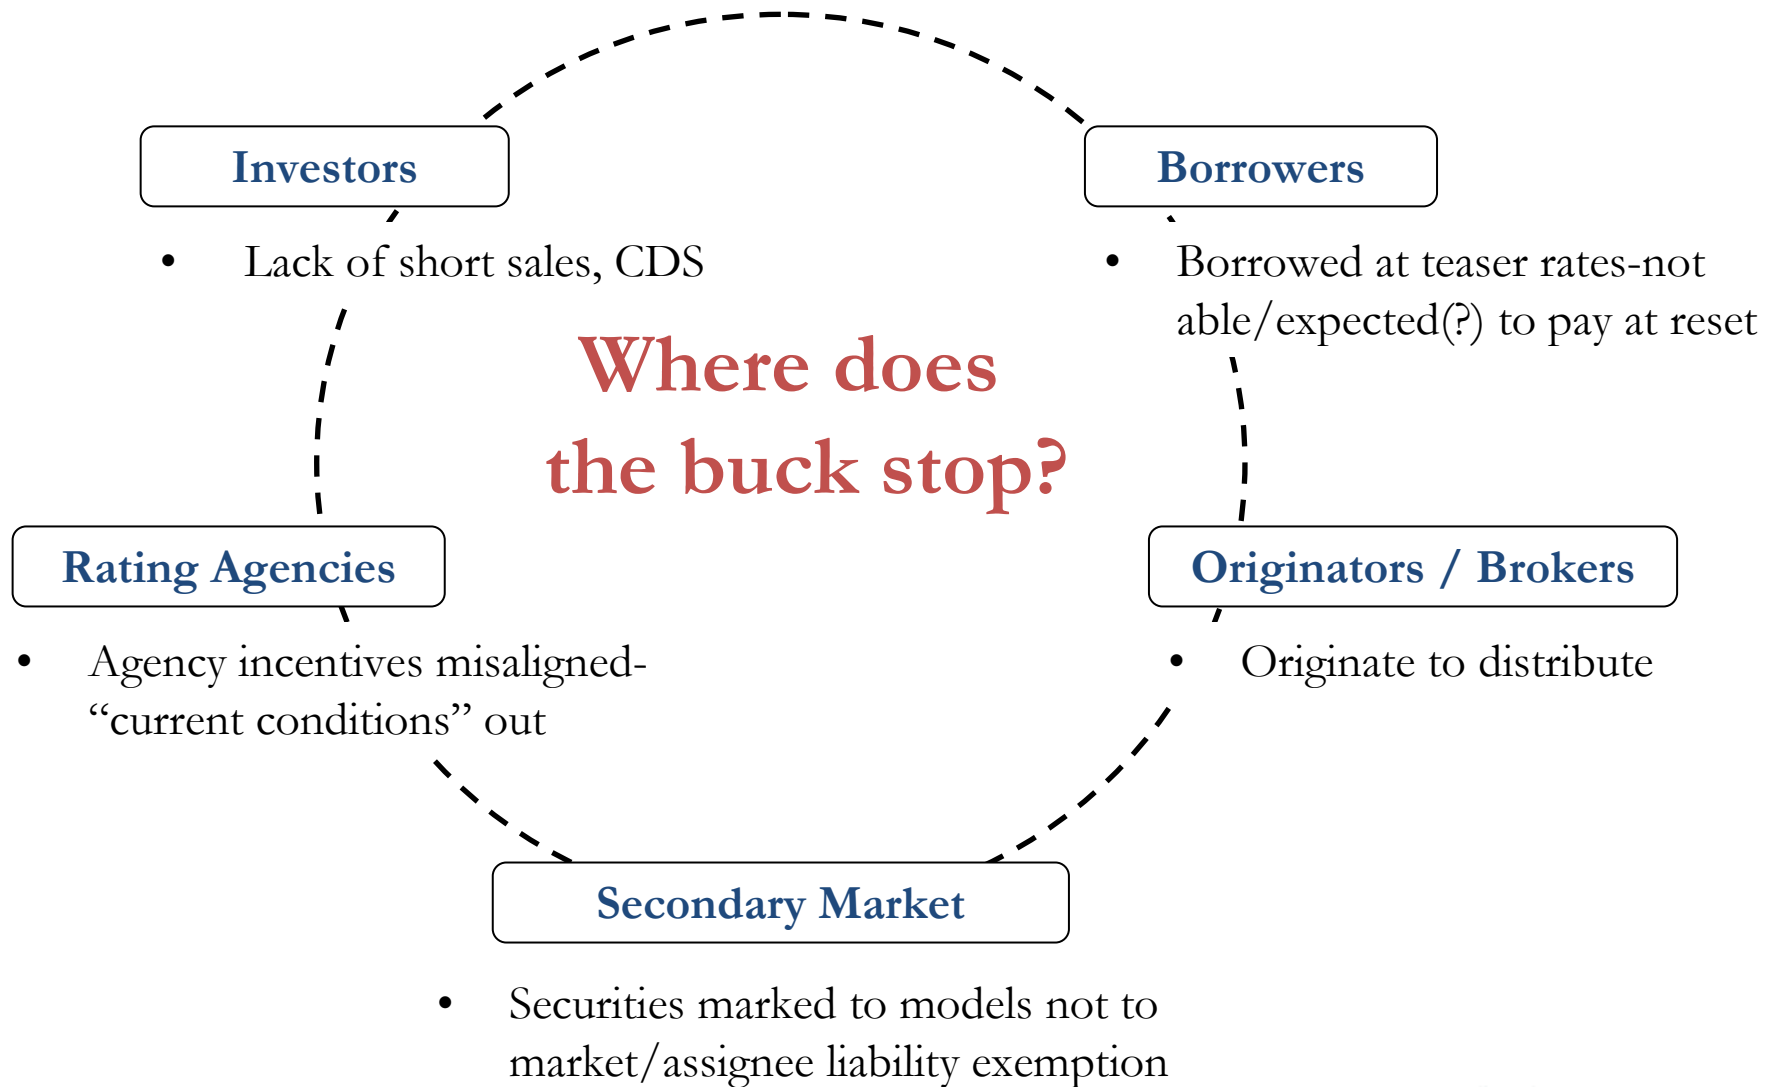 Investors
• Lack of short sales, CDS
Borrowers
• Borrowed at teaser rates-not
able/expected(?) to pay at reset
Where does
the buck stop?
Rating Agencies
• Agency incentives misaligned-
“current conditions” out
Originators / Brokers
• Originate to distribute
Secondary Market
• Securities marked to models not to
market/assignee liability exemption